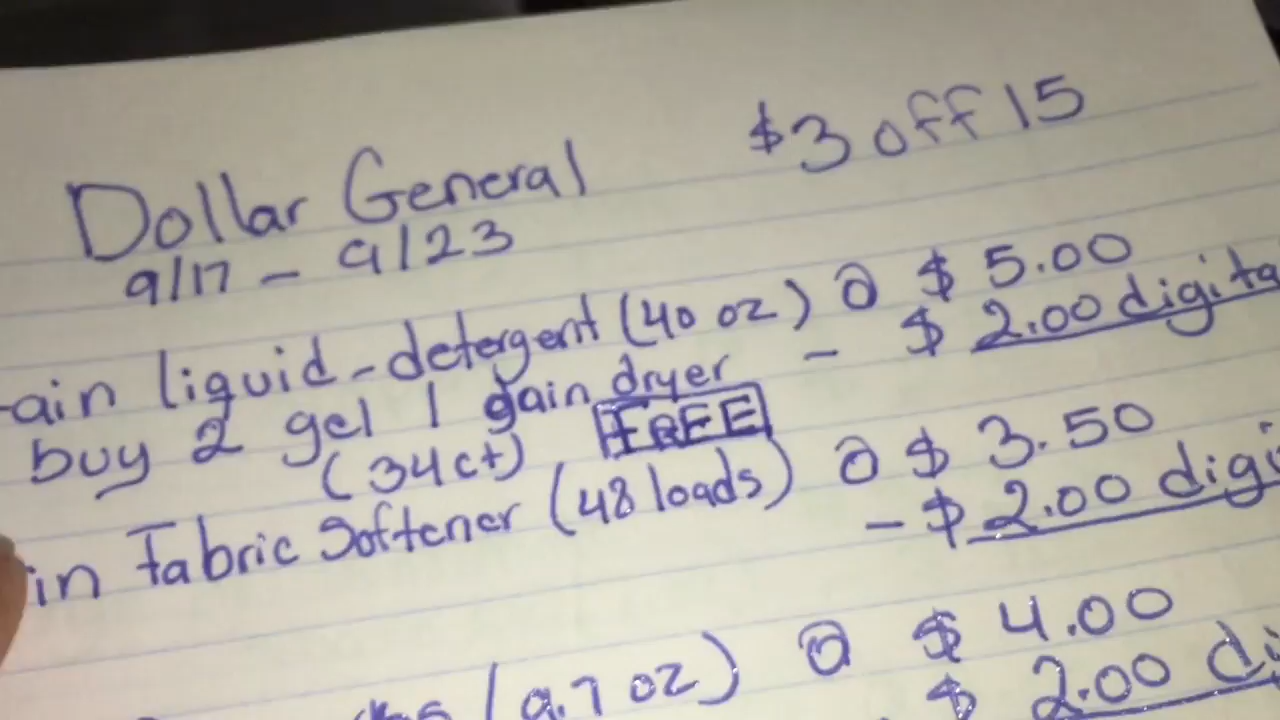 $3 off 15
Dollar General
9/17 - 9/23
ain liquid-detergent (40 oz) @ $5.00
buy 2 gel 1 gain dryer - $2.00 digita
(34ct) FREE
in Fabric Softener (48 loads) @ $3.50
- $2.00 digi
(9.7 oz) @ $4.00
$2.00 di